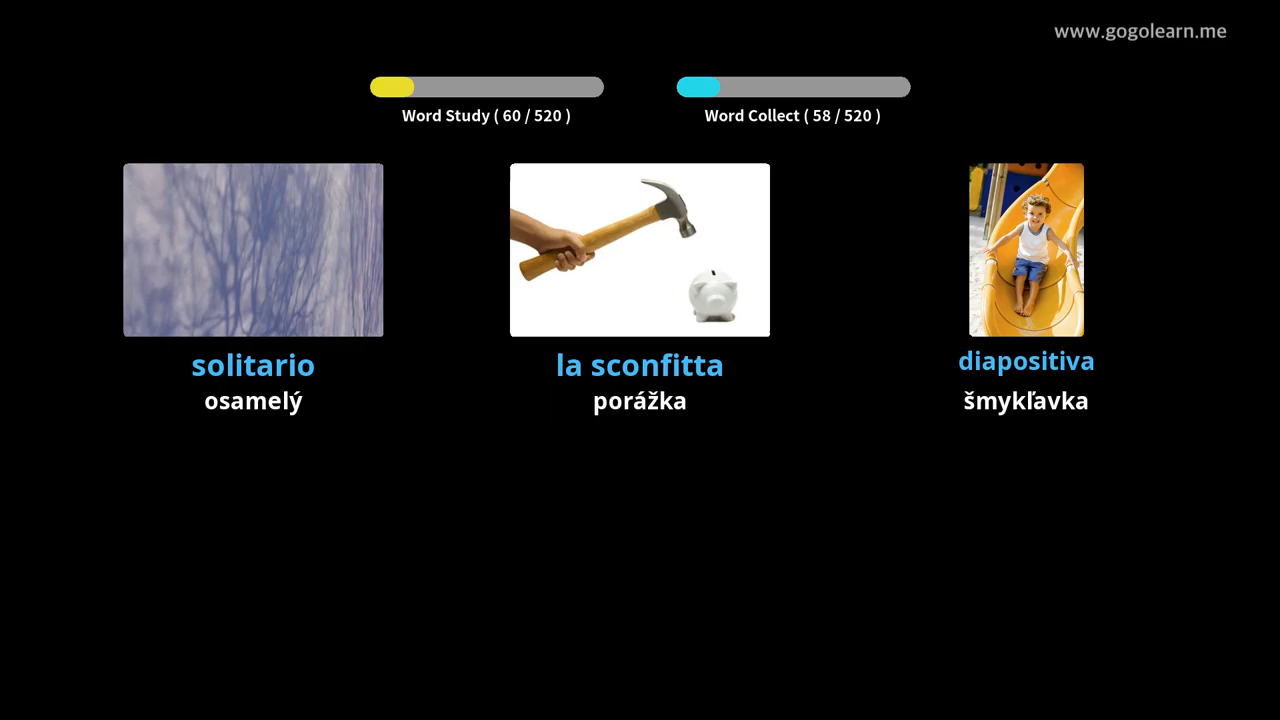 www.gogolearn.me
Word Study ( 60 / 520 )
Word Collect ( 58 / 520 )
solitario
osamelý
la sconfitta
porážka
diapositiva
šmykľavka